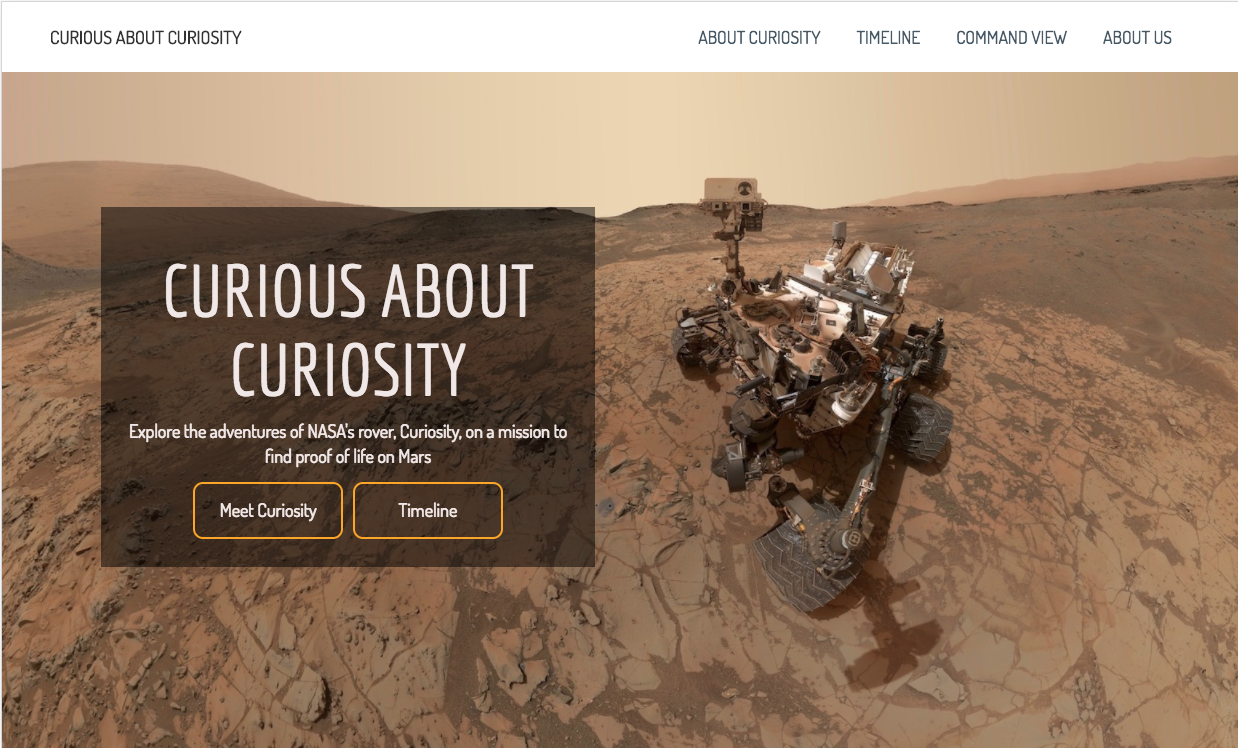 CURIOUS ABOUT CURIOSITY
ABOUT CURIOSITY
TIMELINE
COMMAND VIEW
ABOUT US
CURIOUS ABOUT
CURIOSITY
Explore the adventures of NASA's rover, Curiosity, on a mission to
find proof of life on Mars
Meet Curiosity
Timeline